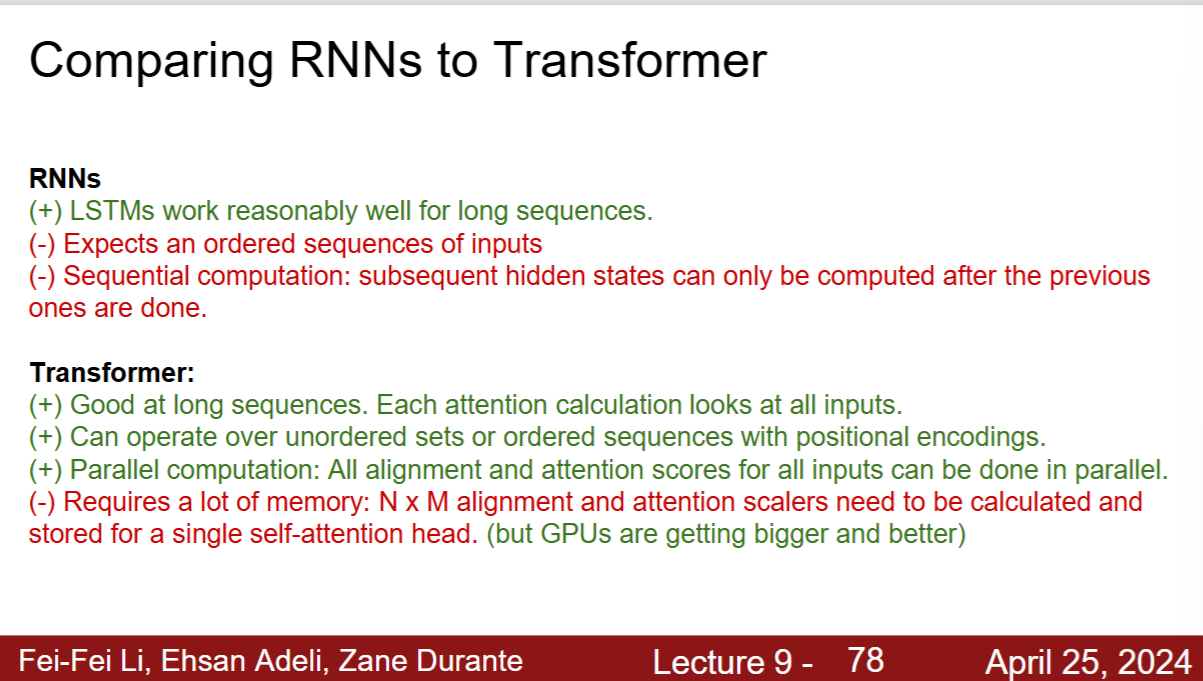 Comparing RNNs to Transformer
RNNs
(+) LSTMs work reasonably well for long sequences.
(-) Expects an ordered sequences of inputs
(-) Sequential computation: subsequent hidden states can only be computed after the previous
ones are done.
Transformer:
(+) Good at long sequences. Each attention calculation looks at all inputs.
(+) Can operate over unordered sets or ordered sequences with positional encodings.
(+) Parallel computation: All alignment and attention scores for all inputs can be done in parallel.
(-) Requires a lot of memory: N x M alignment and attention scalers need to be calculated and
stored for a single self-attention head. (but GPUs are getting bigger and better)
Fei-Fei Li, Ehsan Adeli, Zane Durante Lecture 9 - 78 April 25, 2024